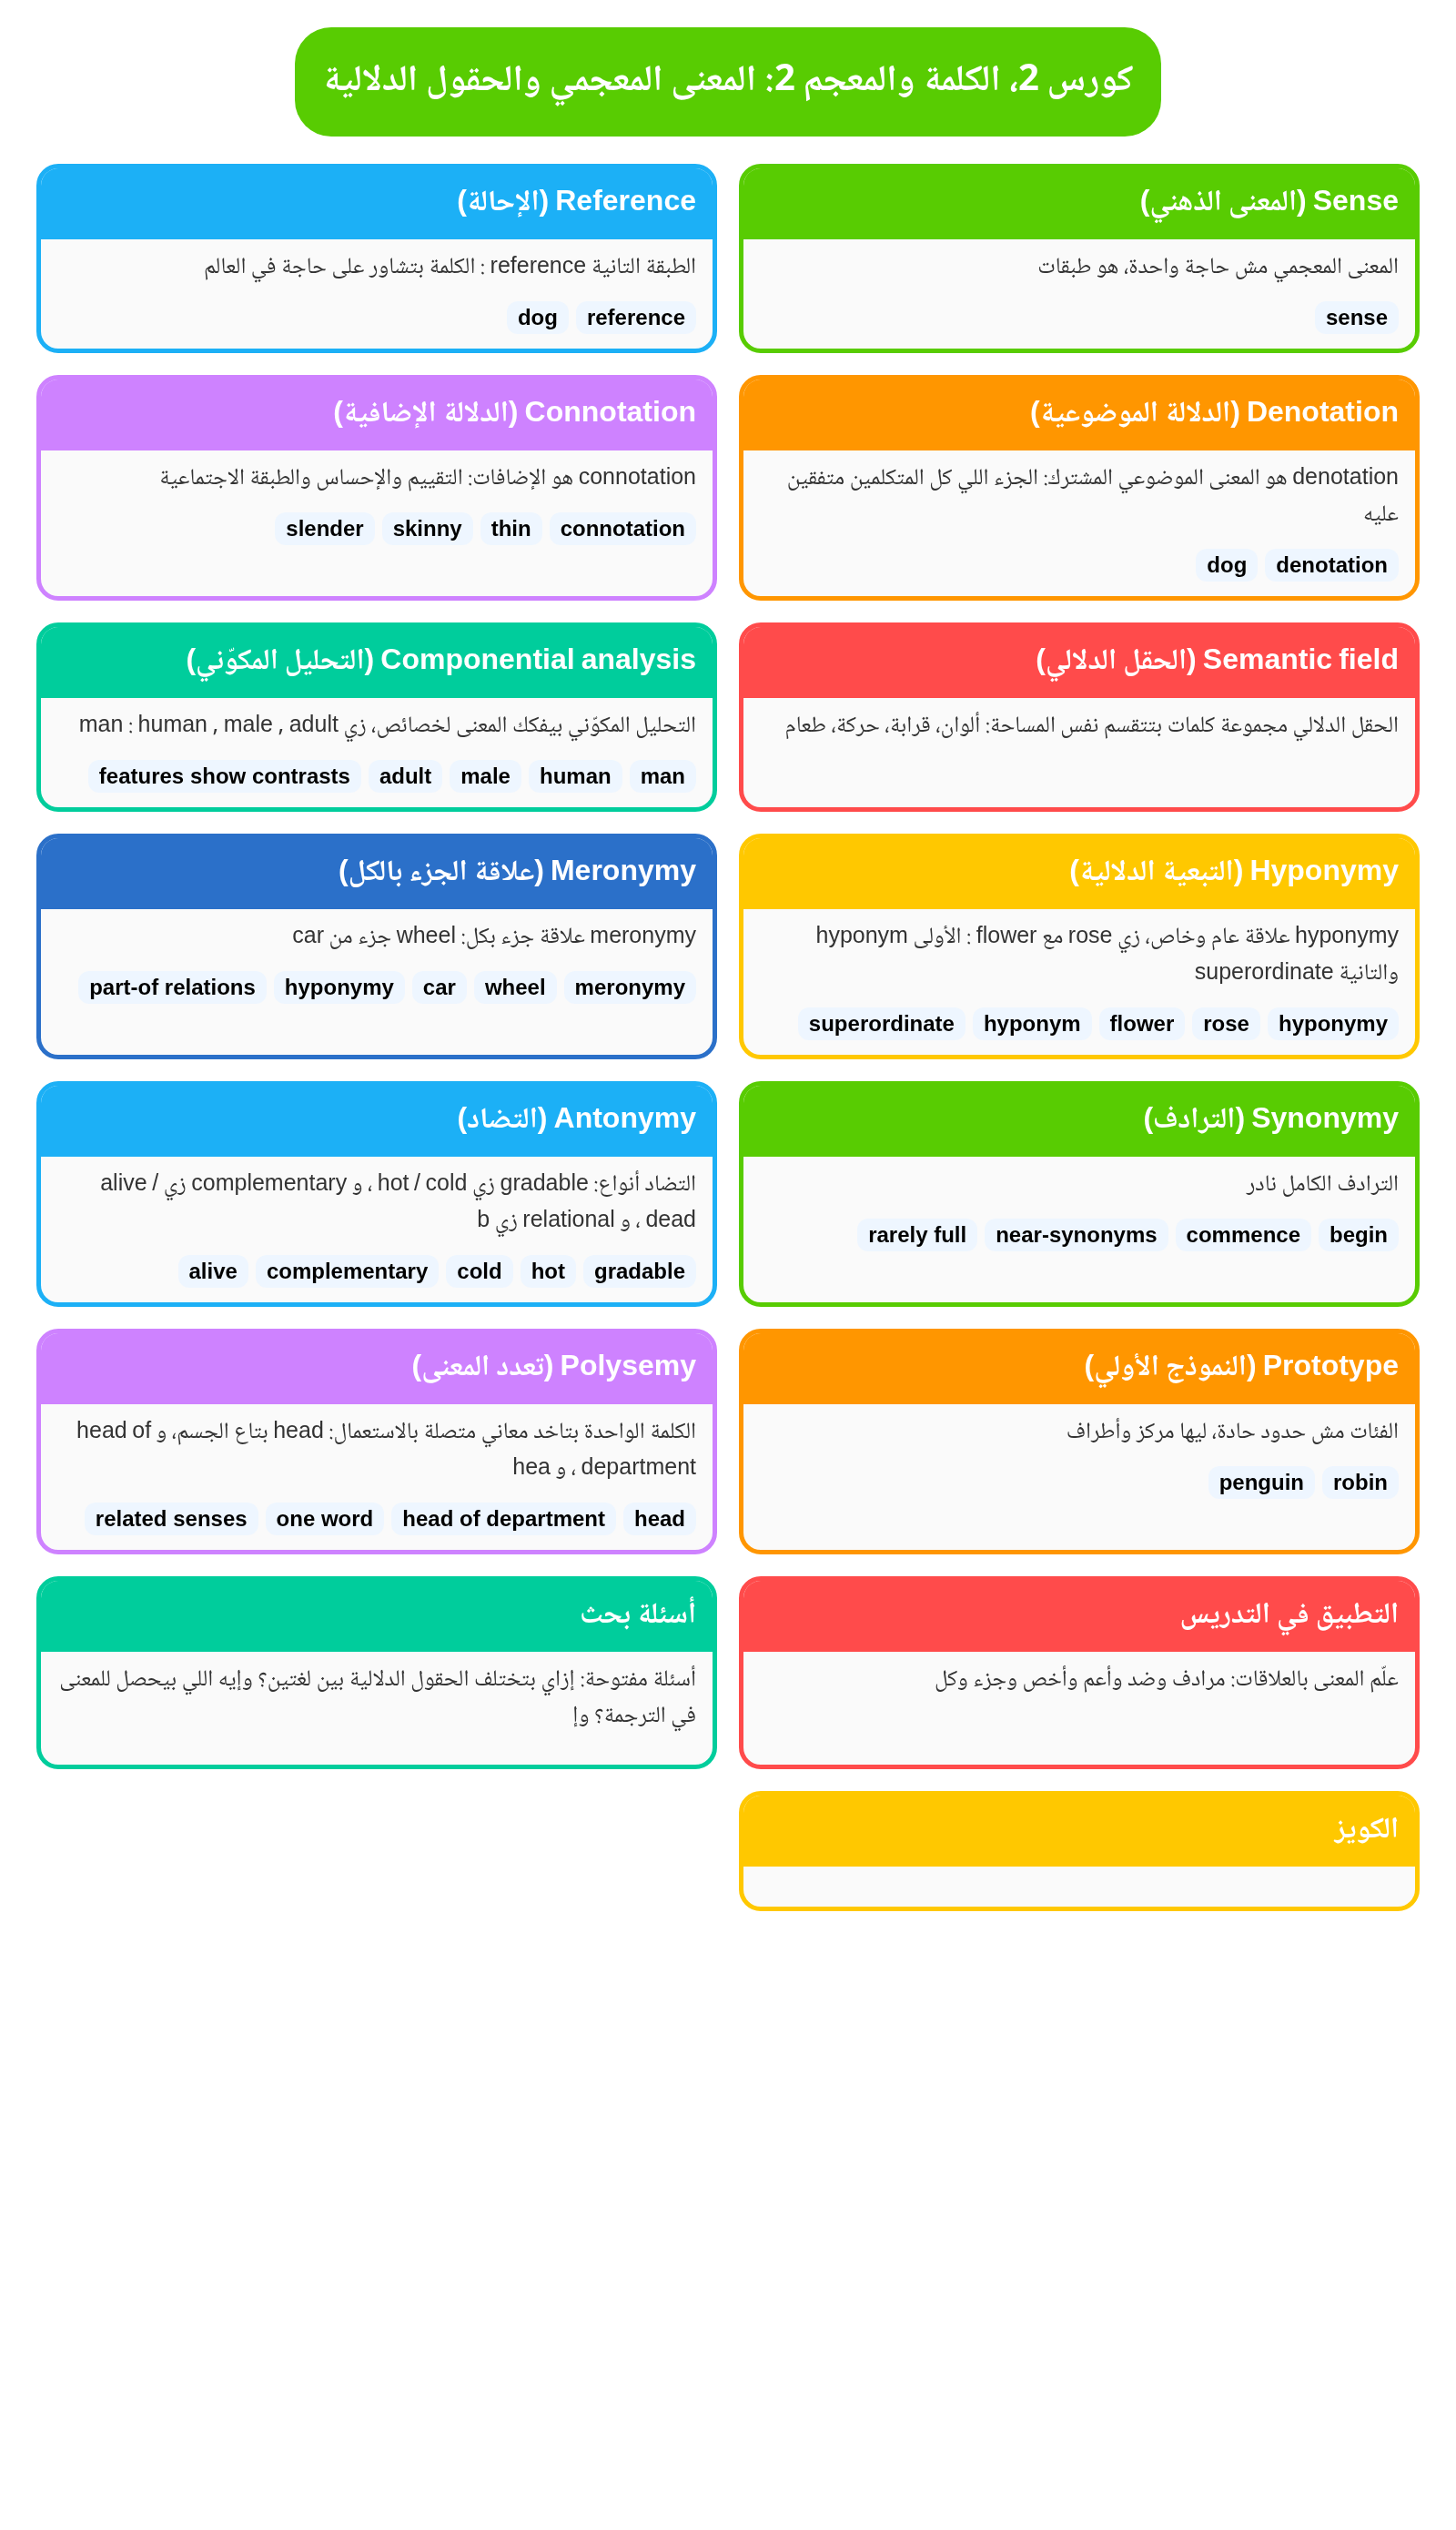 كورس 2، الكلمة والمعجم 2: المعنى المعجمي والحقول الدلالية
Sense (المعنى الذهني)
المعنى المعجمي مش حاجة واحدة، هو طبقات
sense
Reference (الإحالة)
الطبقة التانية reference : الكلمة بتشاور على حاجة في العالم
reference dog
Denotation (الدلالة الموضوعية)
denotation هو المعنى الموضوعي المشترك: الجزء اللي كل المتكلمين متفقين
عليه
denotation dog
Connotation (الدلالة الإضافية)
connotation هو الإضافات: التقييم والإحساس والطبقة الاجتماعية
connotation thin skinny slender
Semantic field (الحقل الدلالي)
الحقل الدلالي مجموعة كلمات بتتقسم نفس المساحة: ألوان، قرابة، حركة، طعام
Componential analysis (التحليل المكوّني)
التحليل المكوّني بيفكك المعنى لخصائص، زي man : human , male , adult
man human male adult features show contrasts
Hyponymy (التبعية الدلالية)
hyponymy علاقة عام وخاص، زي rose مع flower : الأولى hyponym
والتانية superordinate
hyponymy rose flower hyponym superordinate
Meronymy (علاقة الجزء بالكل)
meronymy علاقة جزء بكل: wheel جزء من car
meronymy wheel car hyponymy part-of relations
Synonymy (الترادف)
الترادف الكامل نادر
begin commence near-synonyms rarely full
Antonymy (التضاد)
التضاد أنواع: gradable زي hot / cold ، و complementary زي alive /
dead ، و relational زي b
gradable hot cold complementary alive
Prototype (النموذج الأولي)
الفئات مش حدود حادة، ليها مركز وأطراف
robin penguin
Polysemy (تعدد المعنى)
الكلمة الواحدة بتاخد معاني متصلة بالاستعمال: head بتاع الجسم، و head of
department ، و hea
head head of department one word related senses
التطبيق في التدريس
علّم المعنى بالعلاقات: مرادف وضد وأعم وأخص وجزء وكل
أسئلة بحث
أسئلة مفتوحة: إزاي بتختلف الحقول الدلالية بين لغتين؟ وإيه اللي بيحصل للمعنى
في الترجمة؟ وإ
الكويز